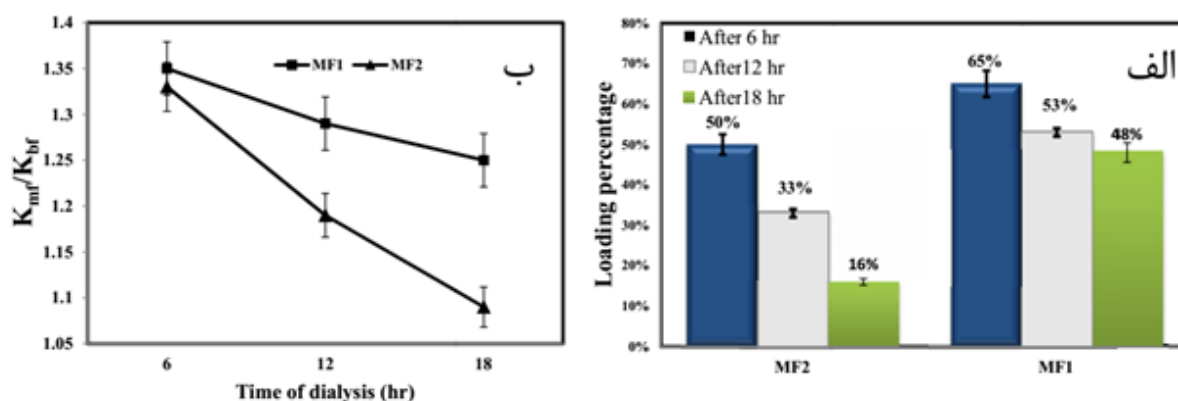 1.4
1.35
1.3
1.25
1.2
1.15
1.1
1.05
K_mf/K_bf
MF1
MF2
ب
6
12
18
Time of dialysis (hr)
80%
70%
60%
50%
40%
30%
20%
10%
0%
Loading percentage
After 6 hr
After12 hr
After18 hr
الف
50%
33%
16%
65%
53%
48%
MF2
MF1